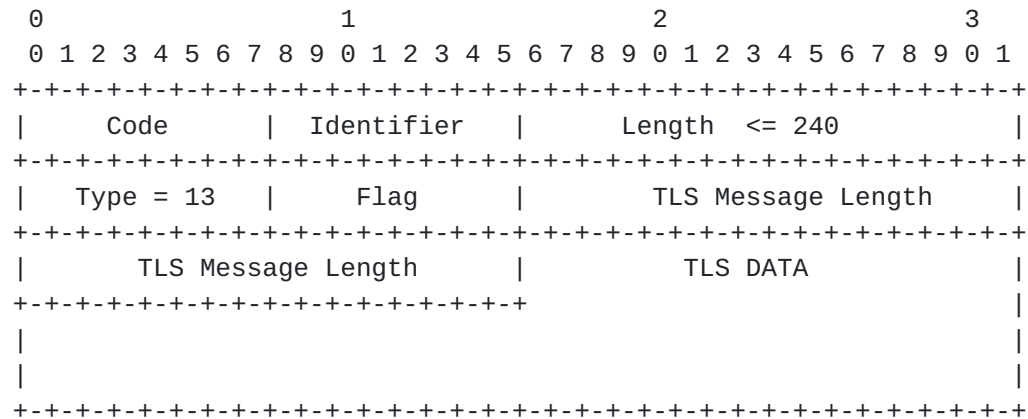 0                   1                   2                   3
 0 1 2 3 4 5 6 7 8 9 0 1 2 3 4 5 6 7 8 9 0 1 2 3 4 5 6 7 8 9 0 1
+-+-+-+-+-+-+-+-+-+-+-+-+-+-+-+-+-+-+-+-+-+-+-+-+-+-+-+-+-+-+-+-+
|     Code      |  Identifier   |      Length  <= 240           |
+-+-+-+-+-+-+-+-+-+-+-+-+-+-+-+-+-+-+-+-+-+-+-+-+-+-+-+-+-+-+-+-+
|   Type = 13   |     Flag      |        TLS Message Length     |
+-+-+-+-+-+-+-+-+-+-+-+-+-+-+-+-+-+-+-+-+-+-+-+-+-+-+-+-+-+-+-+-+
|       TLS Message Length      |          TLS DATA             |
+-+-+-+-+-+-+-+-+-+-+-+-+-+-+-+-+                               |
|                                                               |
|                                                               |
+-+-+-+-+-+-+-+-+-+-+-+-+-+-+-+-+-+-+-+-+-+-+-+-+-+-+-+-+-+-+-+-+